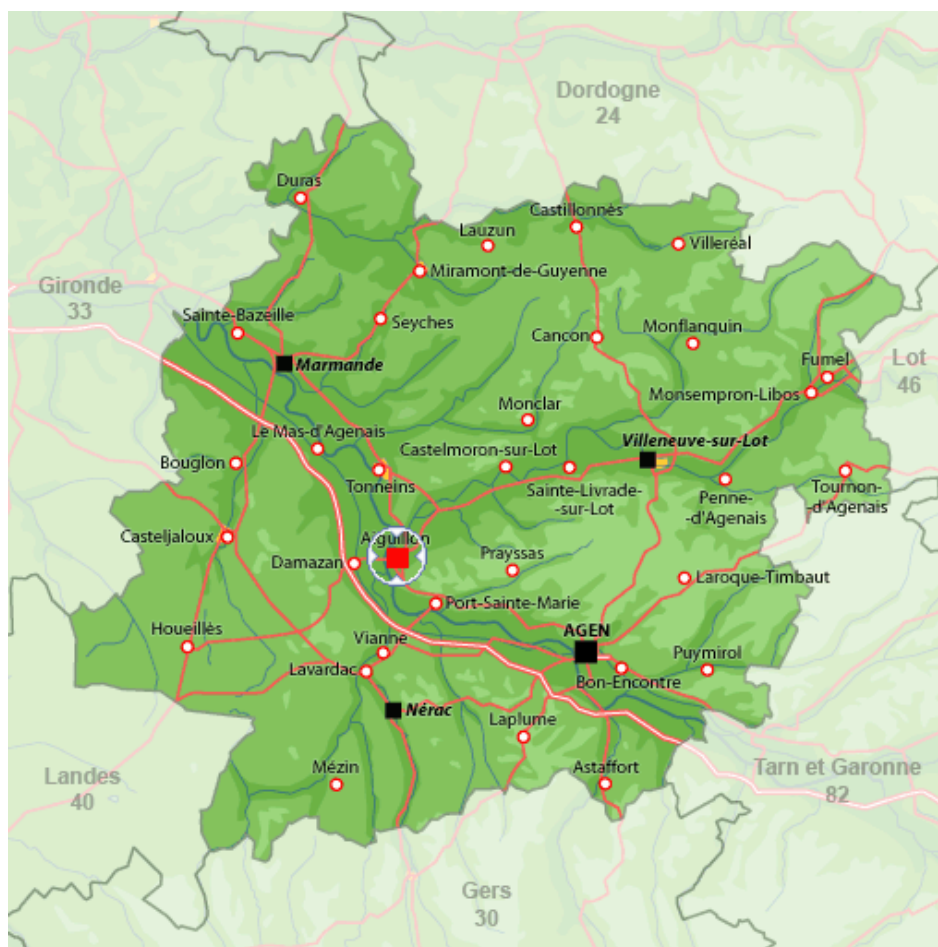 Dordogne
24
Duras
Castillonnès
Lauzun
Villeréal
Miramont-de-Guyenne
Gironde
33
Sainte-Bazeille
Seyches
Cancon
Monflanquin
Marmande
Fumel
Lot
46
Monsempron-Libos
Monclar
Le Mas-d'Agenais
Castelmoron-sur-Lot
Villeneuve-sur-Lot
Bouglon
Tonneins
Sainte-Livrade-
-sur-Lot
Penne-
-d'Agenais
Tournon-
-d'Agenais
Casteljaloux
Aiguillon
Damazan
Prayssas
Laroque-Timbaut
Port-Sainte-Marie
Houeillès
Vianne
AGEN
Puymirol
Lavardac
Bon-Encontre
Nérac
Laplume
Landes
40
Mézin
Astaffort
Tarn et Garonne
82
Gers
30